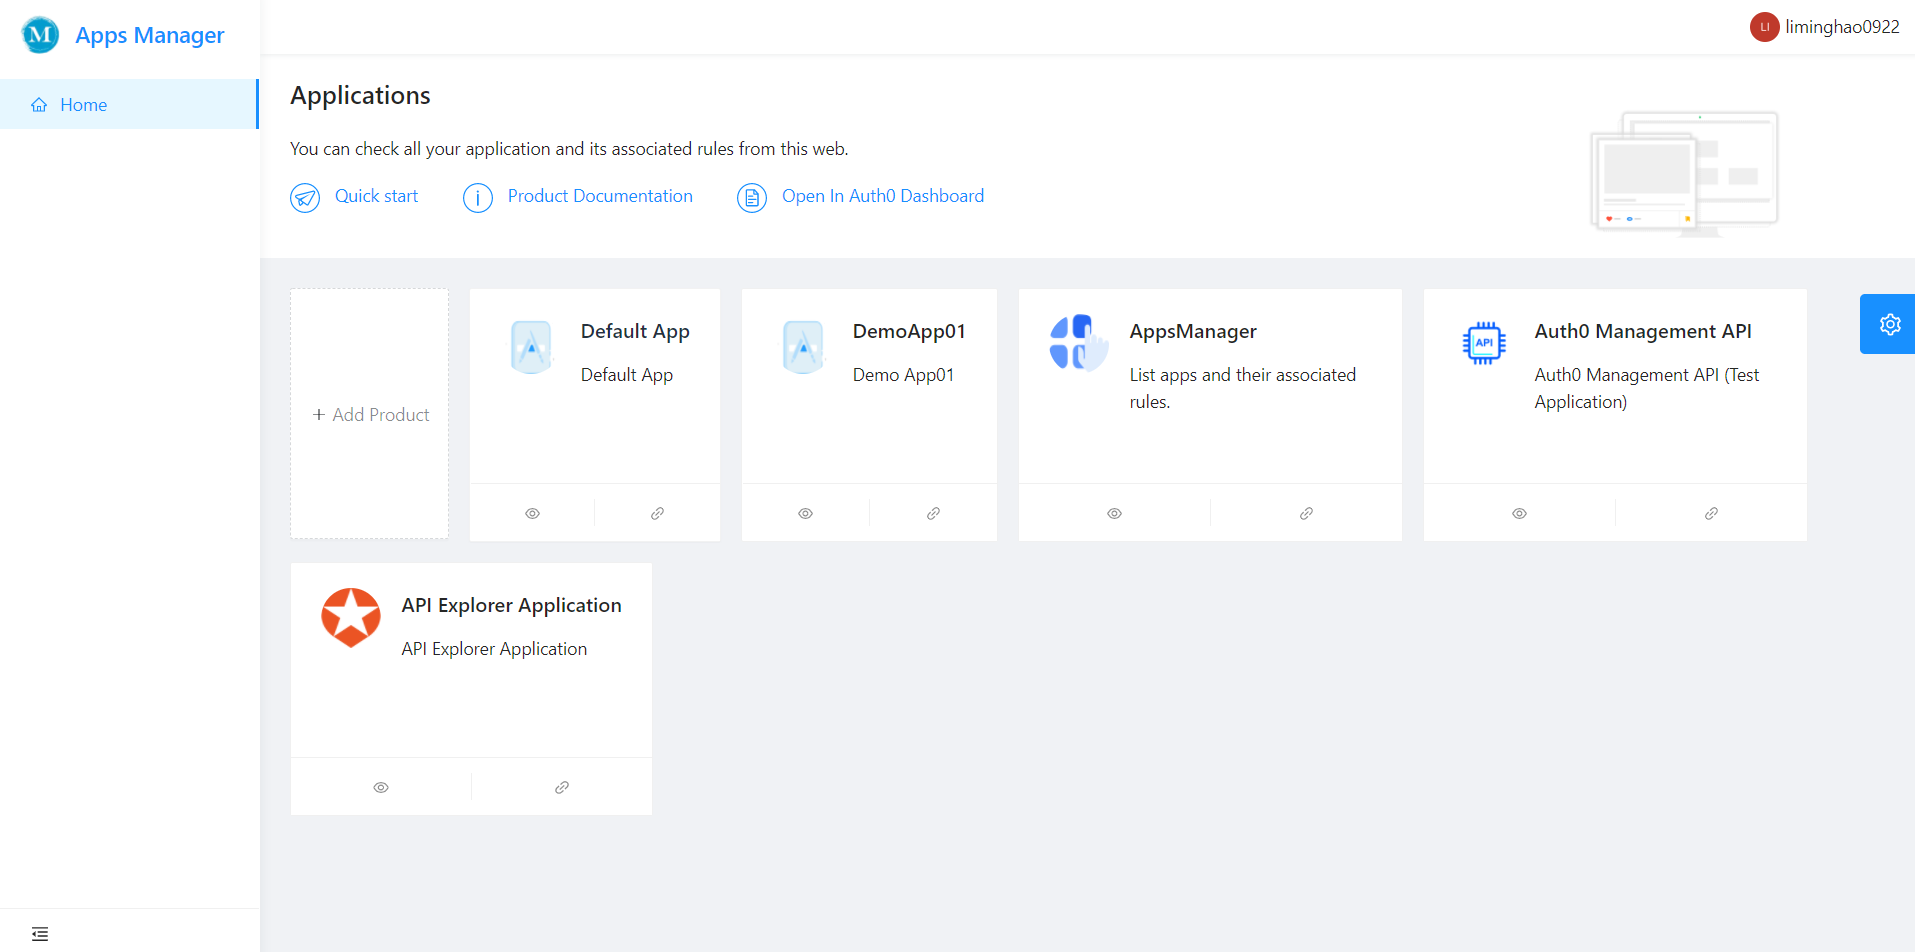 M
Apps Manager
LI
liminghao0922
Home
Applications
You can check all your application and its associated rules from this web.
Quick start
Product Documentation
Open In Auth0 Dashboard
+ Add Product
Default App
Default App
DemoApp01
Demo App01
AppsManager
List apps and their associated
rules.
API
Auth0 Management API
Auth0 Management API (Test
Application)
API Explorer Application
API Explorer Application